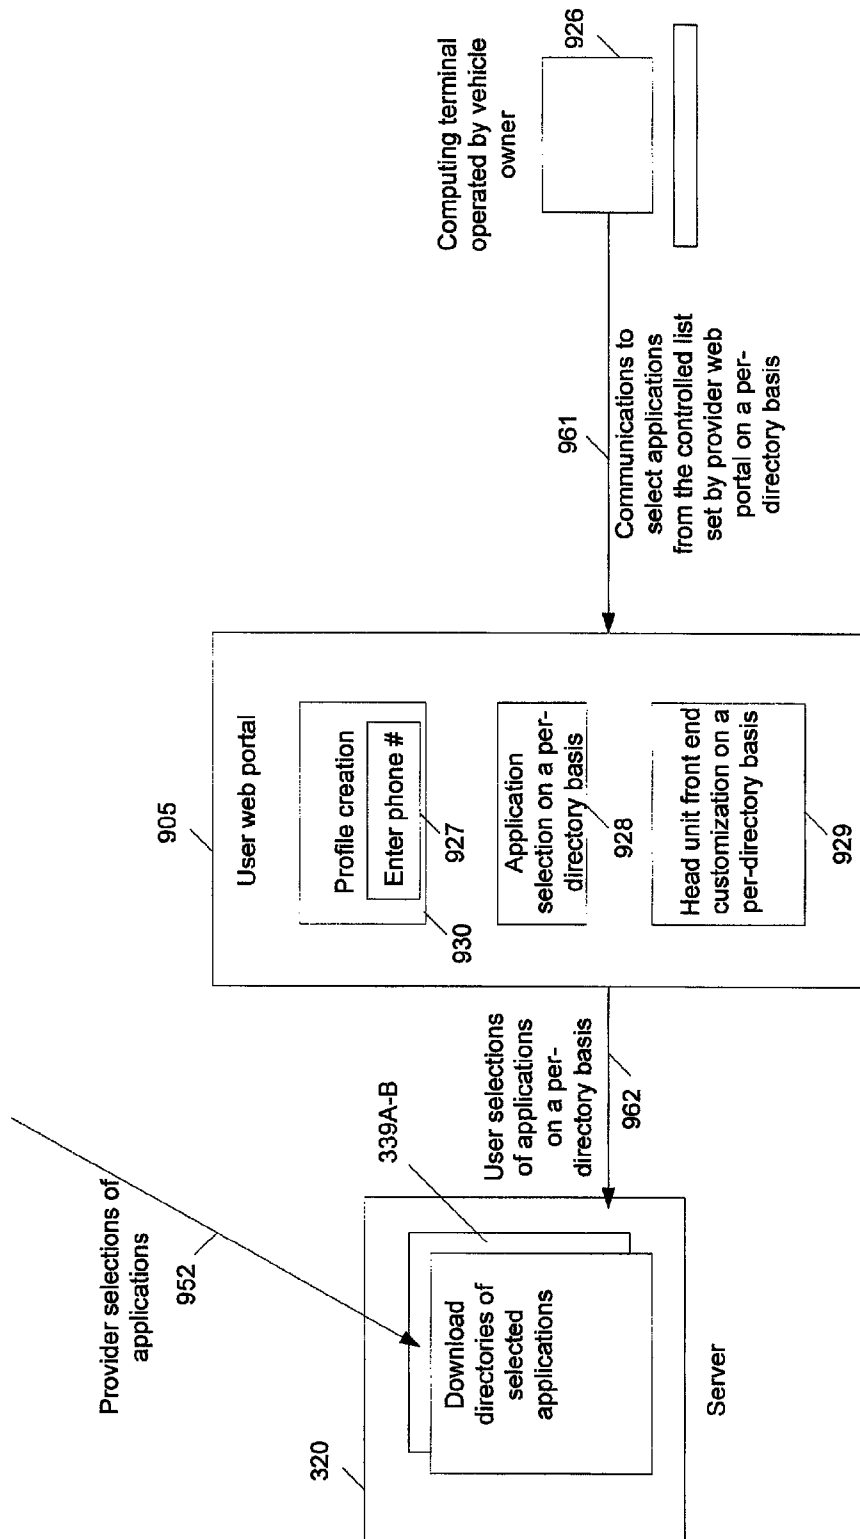 Provider selections of
applications
952
320
Download
directories of
selected
applications
339A-B
Server
User selections
of applications
on a per-
directory basis
962
905
User web portal
Profile creation
Enter phone #
927
930
Application
selection on a per-
directory basis
928
Head unit front end
customization on a
per-directory basis
929
961
Communications to
select applications
from the controlled list
set by provider web
portal on a per-
directory basis
Computing terminal
operated by vehicle
owner
926